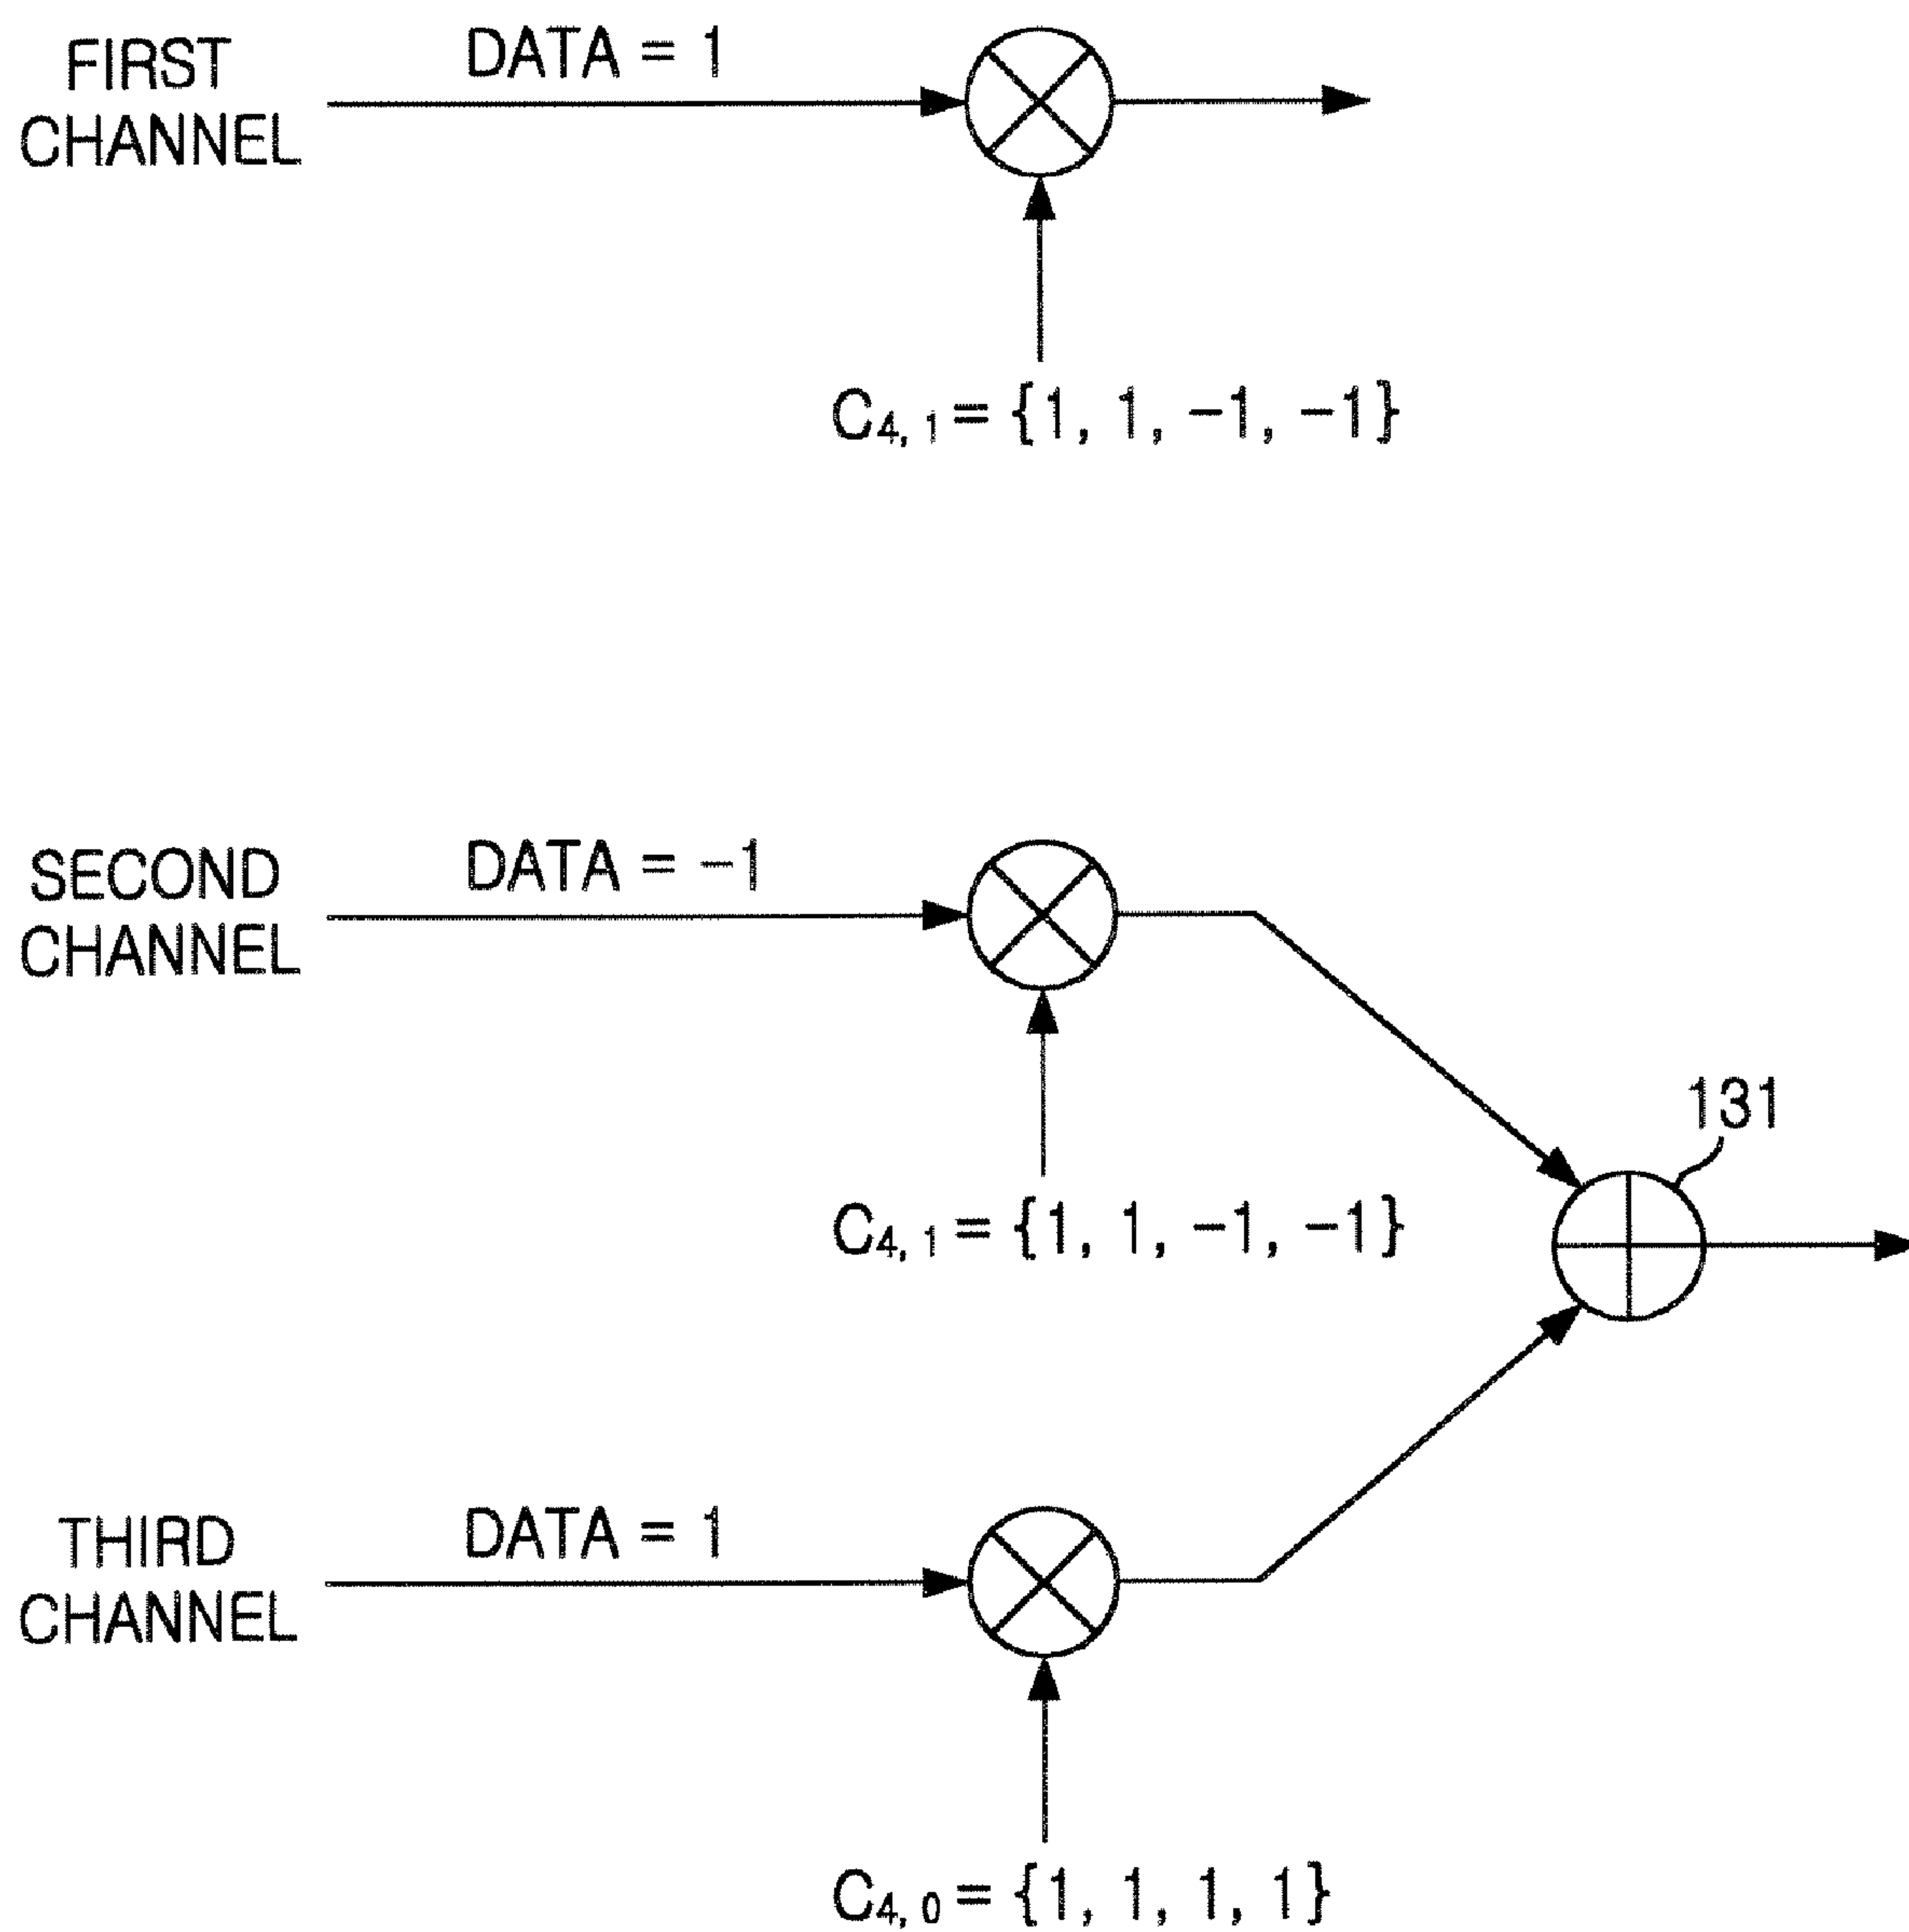 FIRST
CHANNEL
DATA = 1
C4, 1 = {1, 1, −1, −1}
SECOND
CHANNEL
DATA = −1
C4, 1 = {1, 1, −1, −1}
131
THIRD
CHANNEL
DATA = 1
C4, 0 = {1, 1, 1, 1}